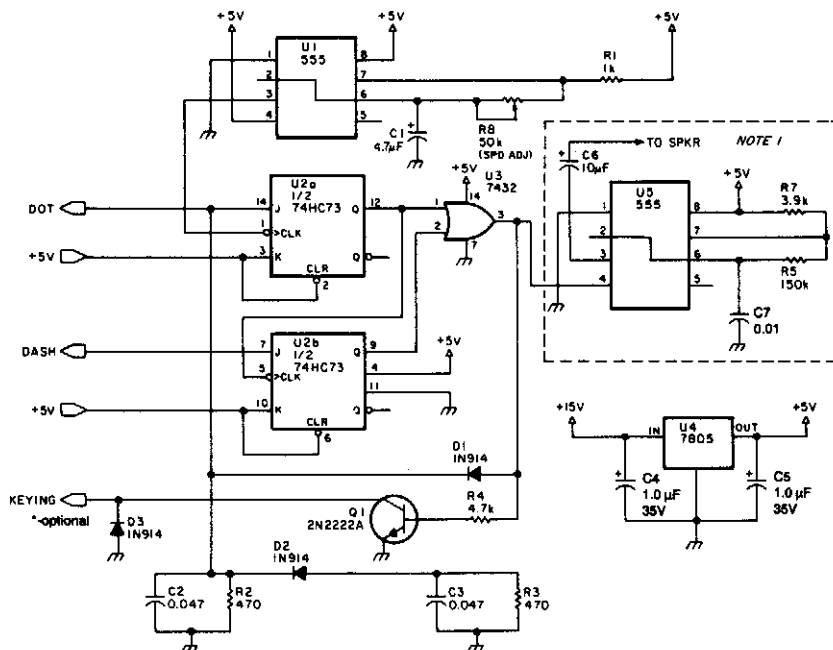 +5V
+5V
+5V
U1
555
1
2
3
4
8
7
6
5
R1
1k
C1
4.7µF
+
R8
50k
(SPD ADJ)
NOTE 1
TO SPKR
C6
10µF
+
U5
555
1
2
3
4
8
7
6
5
+5V
R7
3.9k
R5
150k
C7
0.01
DOT
+5V
14
1
3
U2a
1/2
74HC73
J
>CLK
K
CLR
2
Q
Q
12
U3
7432
+5V
14
1
2
3
7
DASH
+5V
7
5
10
U2b
1/2
74HC73
J
>CLK
K
CLR
6
Q
Q
9
4
11
+5V
+15V
IN
U4
7805
OUT
+5V
+
C4
1.0 µF
35V
+
C5
1.0 µF
35V
D1
1N914
KEYING
*-optional
D3
1N914
Q1
2N2222A
R4
4.7k
D2
1N914
C2
0.047
R2
470
C3
0.047
R3
470